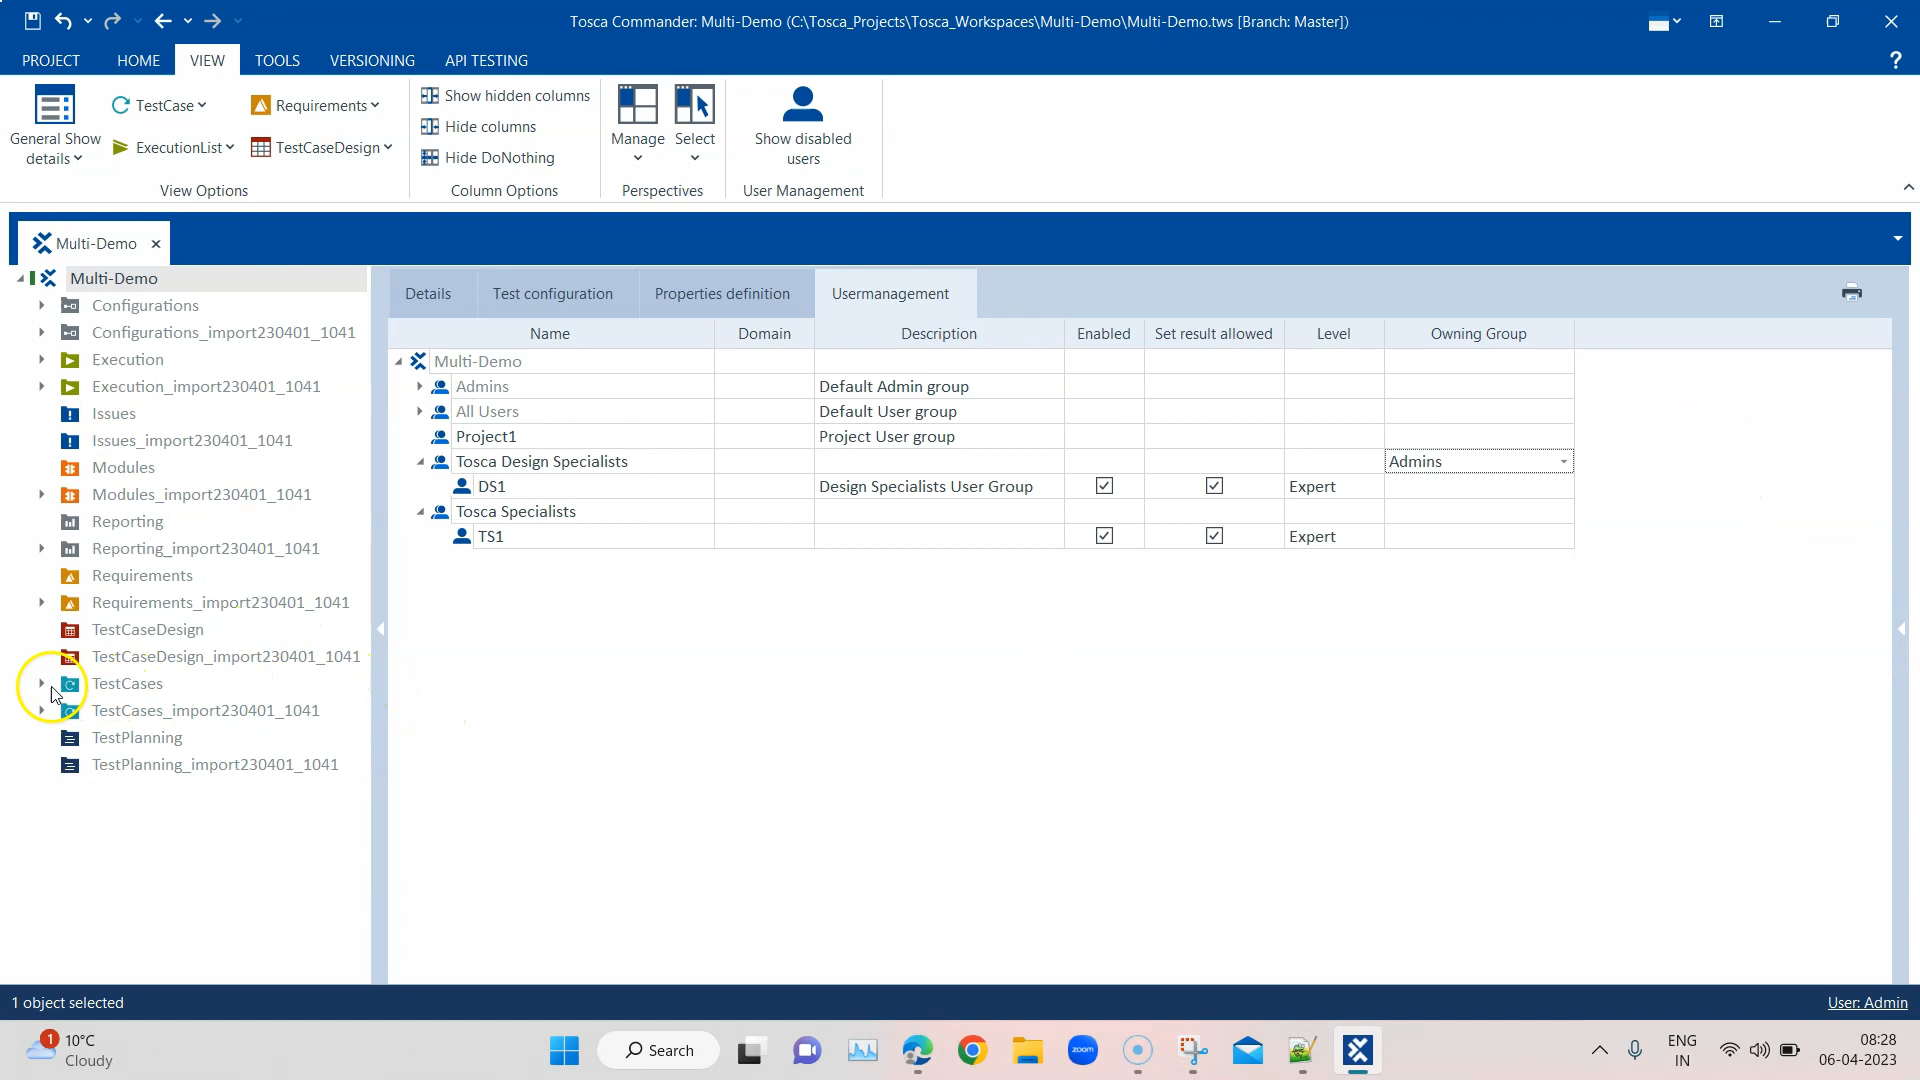 Tosca Commander: Multi-Demo (C:\Tosca_Projects\Tosca_Workspaces\Multi-Demo\Multi-Demo.tws [Branch: Master])
PROJECT HOME VIEW TOOLS VERSIONING API TESTING ?
General Show details
TestCase
ExecutionList
Requirements
TestCaseDesign
View Options
Show hidden columns
Hide columns
Hide DoNothing
Column Options
Manage Select
Perspectives
Show disabled users
User Management
Multi-Demo
Multi-Demo
Configurations
Configurations_import230401_1041
Execution
Execution_import230401_1041
Issues
Issues_import230401_1041
Modules
Modules_import230401_1041
Reporting
Reporting_import230401_1041
Requirements
Requirements_import230401_1041
TestCaseDesign
TestCaseDesign_import230401_1041
TestCases
TestCases_import230401_1041
TestPlanning
TestPlanning_import230401_1041
Details Test configuration Properties definition Usermanagement
Name Domain Description Enabled Set result allowed Level Owning Group
Multi-Demo
Admins Default Admin group
All Users Default User group
Project1 Project User group
Tosca Design Specialists Admins
DS1 Design Specialists User Group Expert
Tosca Specialists
TS1 Expert
1 object selected User: Admin
1
10°C
Cloudy
Search
zoom
ENG
IN
08:28
06-04-2023